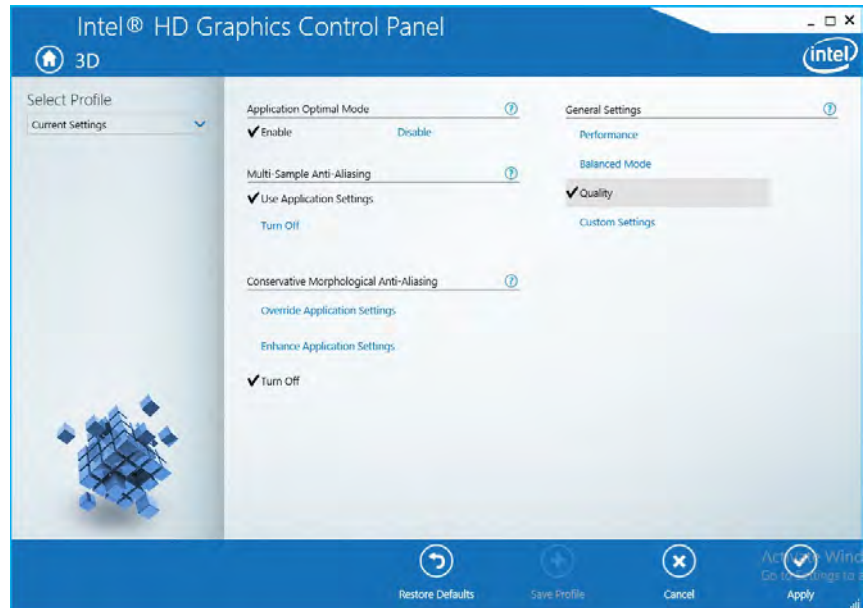 Intel® HD Graphics Control Panel
3D
intel
Select Profile
Current Settings
Application Optimal Mode ?
✔Enable Disable
Multi-Sample Anti-Aliasing ?
✔Use Application Settings
Turn Off
Conservative Morphological Anti-Aliasing ?
Override Application Settings
Enhance Application Settings
✔Turn Off
General Settings ?
Performance
Balanced Mode
✔Quality
Custom Settings
Restore Defaults
Save Profile
Cancel
Apply